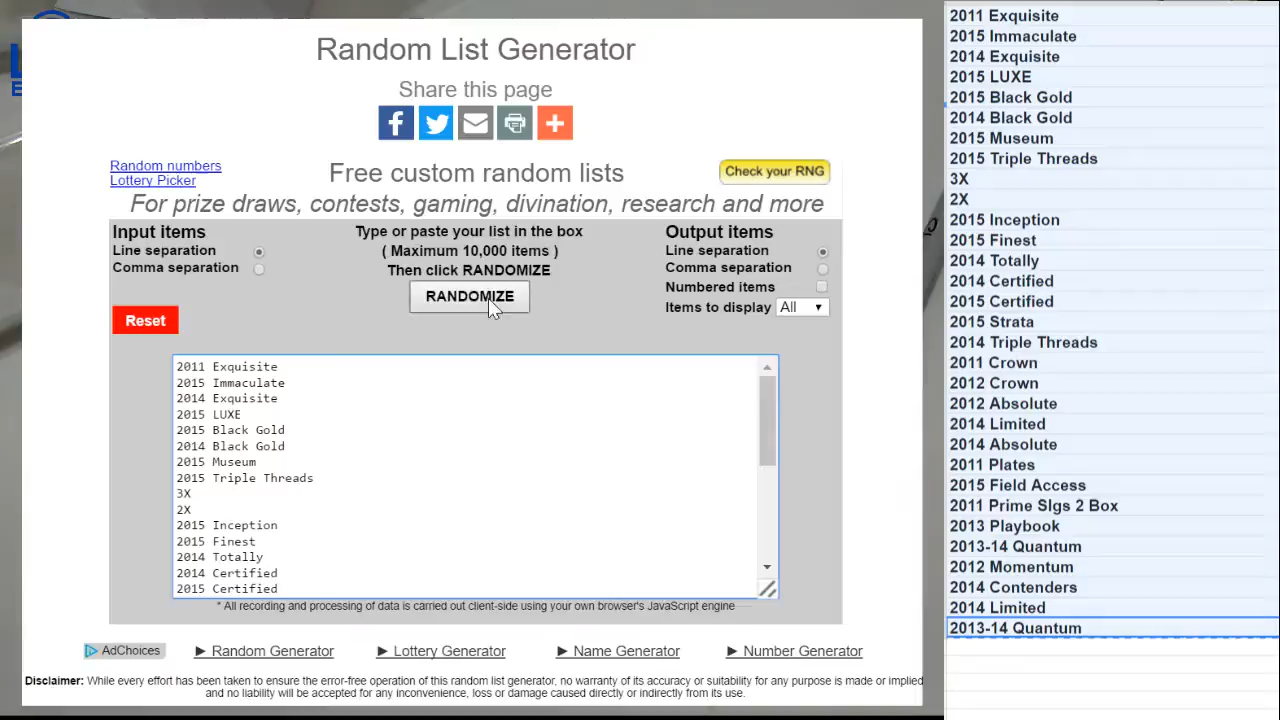 Random List Generator
Share this page
Random numbers
Lottery Picker
Free custom random lists
Check your RNG
For prize draws, contests, gaming, divination, research and more
Input items
Line separation
Comma separation
Reset
Type or paste your list in the box
( Maximum 10,000 items )
Then click RANDOMIZE
RANDOMIZE
Output items
Line separation
Comma separation
Numbered items
Items to display All
2011 Exquisite
2015 Immaculate
2014 Exquisite
2015 LUXE
2015 Black Gold
2014 Black Gold
2015 Museum
2015 Triple Threads
3X
2X
2015 Inception
2015 Finest
2014 Totally
2014 Certified
2015 Certified
* All recording and processing of data is carried out client-side using your own browser's JavaScript engine
AdChoices
► Random Generator
► Lottery Generator
► Name Generator
► Number Generator
Disclaimer: While every effort has been taken to ensure the error-free operation of this random list generator, no warranty of its accuracy or suitability for any purpose is made or implied
and no liability will be accepted for any inconvenience, loss or damage caused directly or indirectly from its use.
2011 Exquisite
2015 Immaculate
2014 Exquisite
2015 LUXE
2015 Black Gold
2014 Black Gold
2015 Museum
2015 Triple Threads
3X
2X
2015 Inception
2015 Finest
2014 Totally
2014 Certified
2015 Certified
2015 Strata
2014 Triple Threads
2011 Crown
2012 Crown
2012 Absolute
2014 Limited
2014 Absolute
2011 Plates
2015 Field Access
2011 Prime SIgs 2 Box
2013 Playbook
2013-14 Quantum
2012 Momentum
2014 Contenders
2014 Limited
2013-14 Quantum